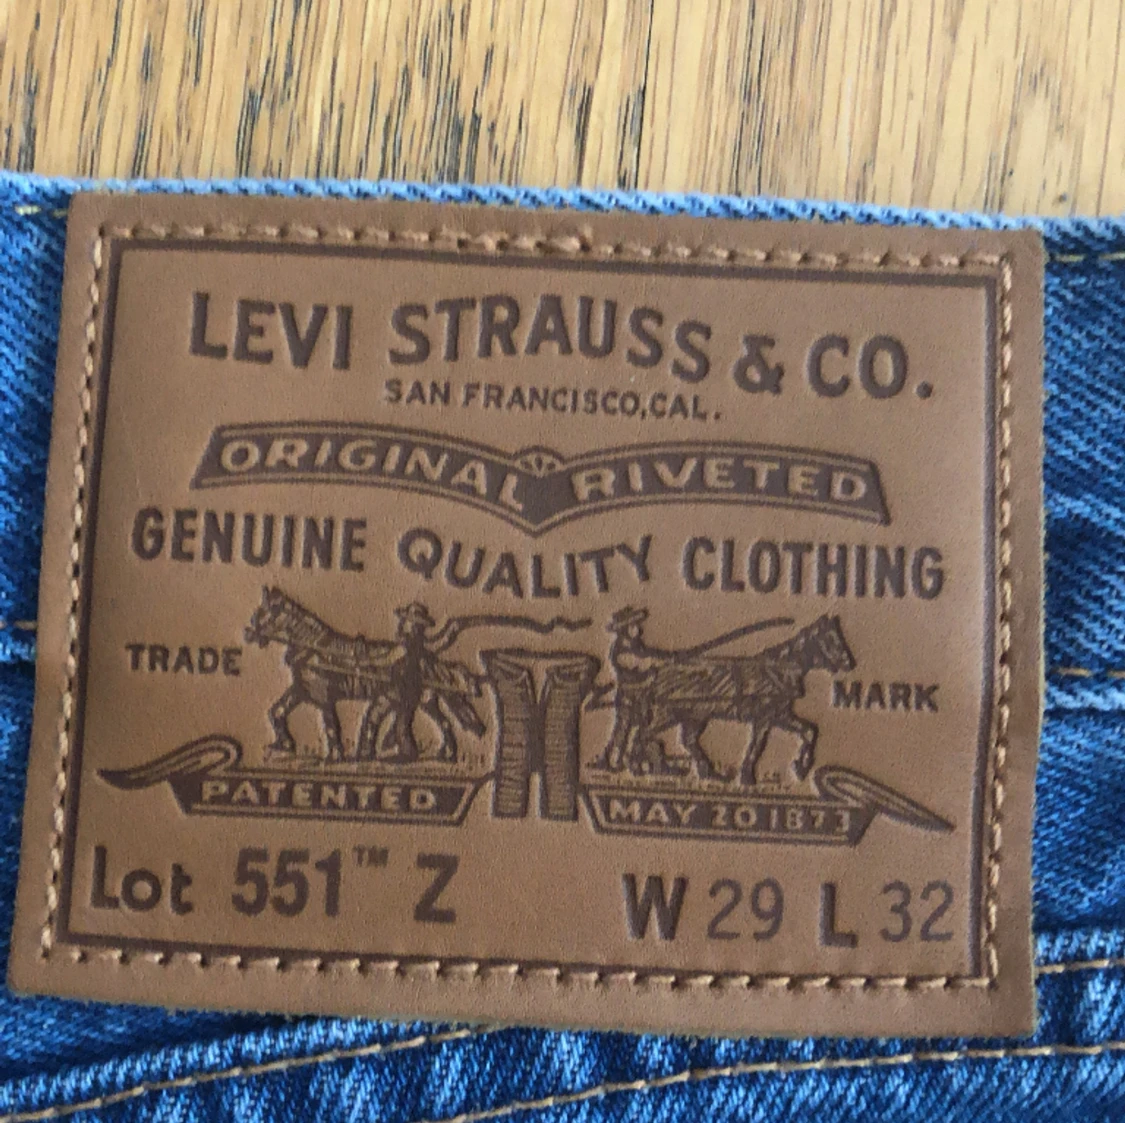 LEVI STRAUSS & CO.
SAN FRANCISCO,CAL.
ORIGINAL RIVETED
GENUINE QUALITY CLOTHING
TRADE MARK
PATENTED MAY 20 1873
Lot 551™ Z W 29 L 32